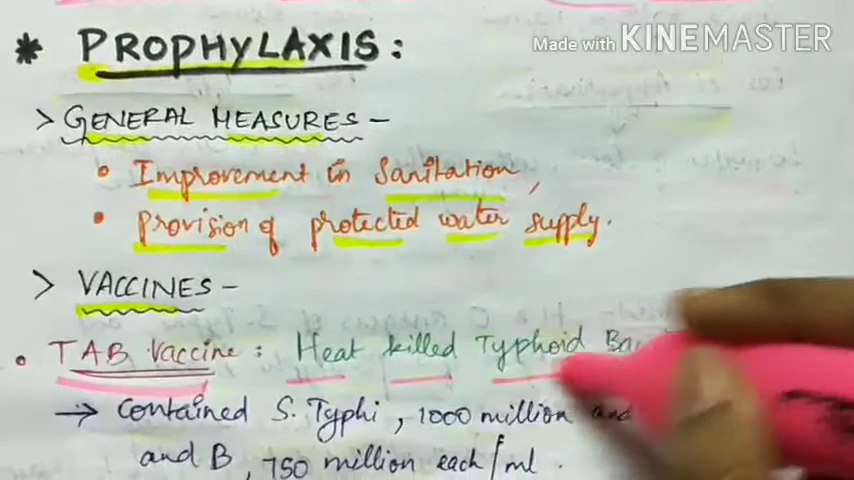 Made with KINEMASTER
* PROPHYLAXIS:
> GENERAL MEASURES -
• Improvement in Sanitation,
• provision of protected water supply.
> VACCINES -
• TAB Vaccine: Heat killed Typhoid
→ contained S. Typhi, 1000 million and
and B, 750 million each/ml.